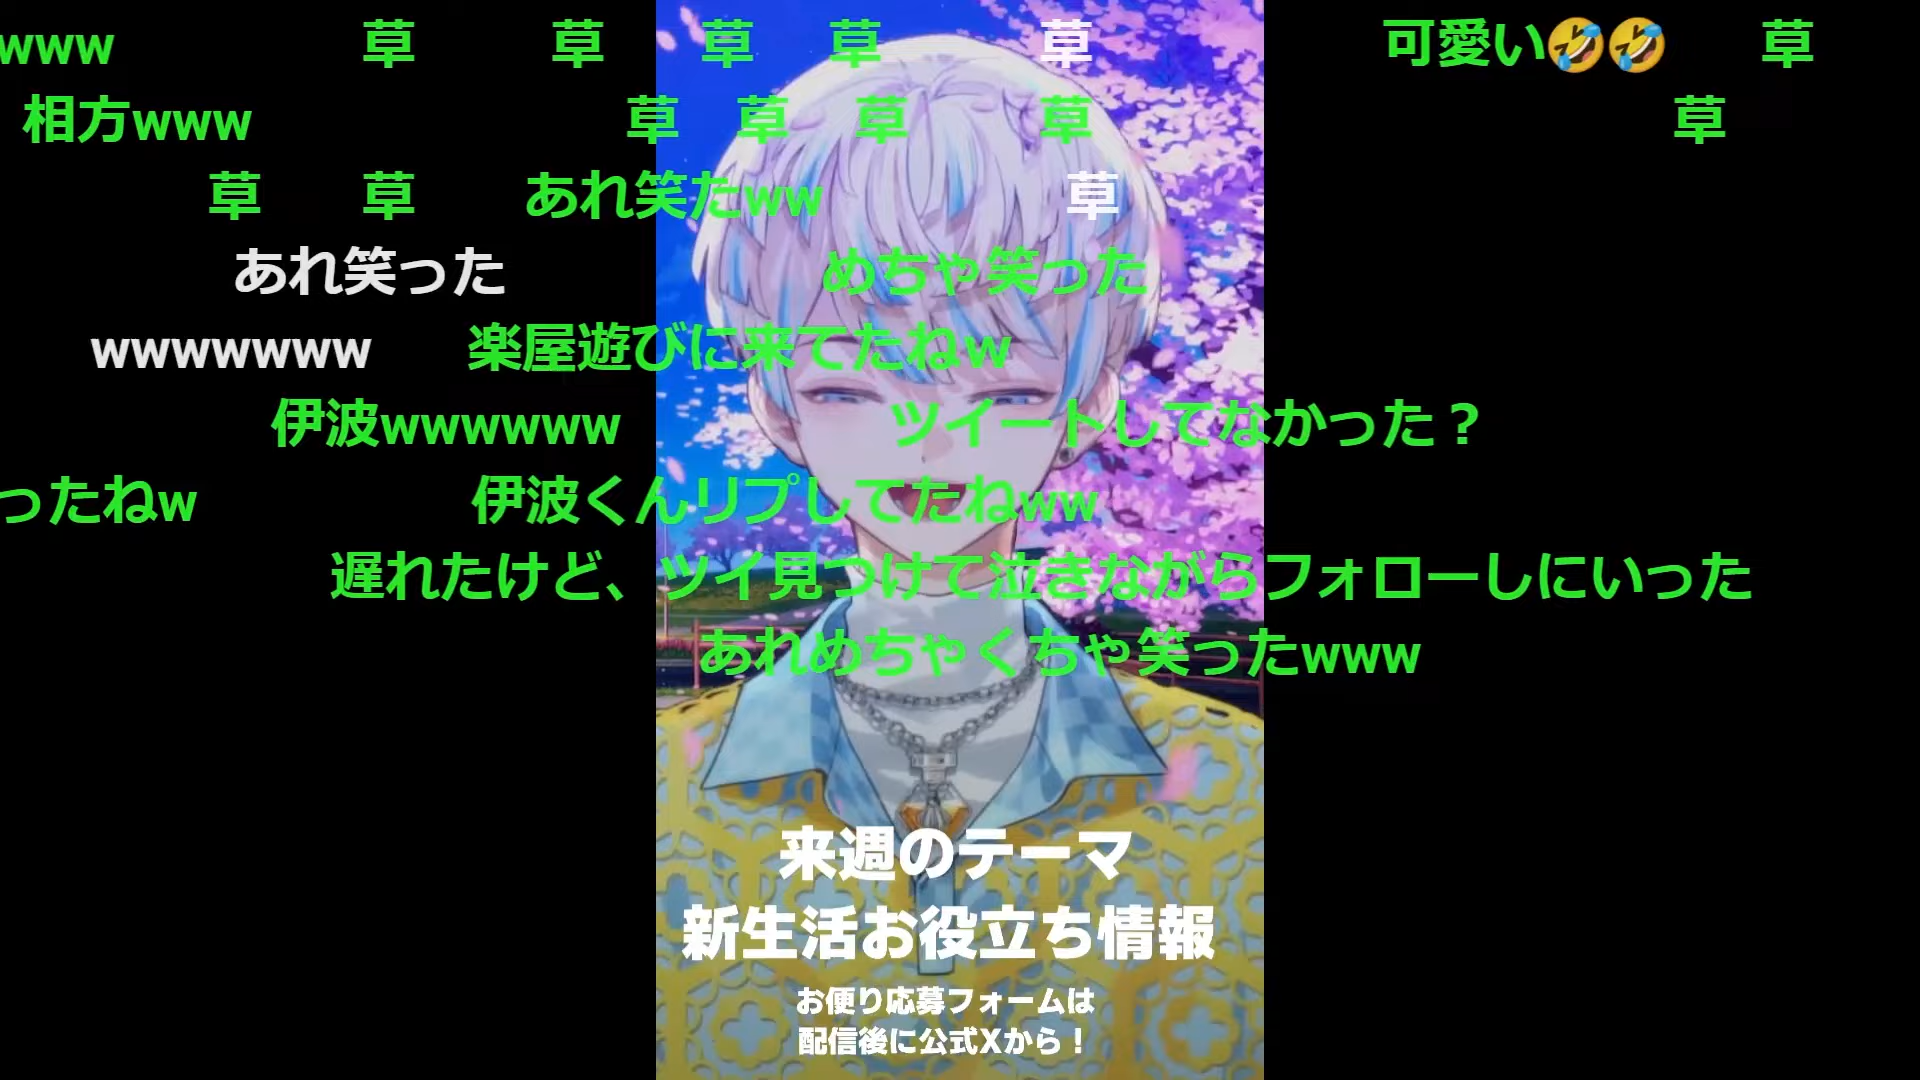 www 草 草 草 草 草 可愛い🤣🤣 草
相方www 草 草 草 草 草
草 草 あれ笑たww 草
あれ笑った めちゃ笑った
wwwwwww 楽屋遊びに来てたねw
伊波wwwwww ツイートしてなかった？
ったねw 伊波くんリプしてたねww
遅れたけど、ツイ見つけて泣きながらフォローしにいった
あれめちゃくちゃ笑ったwww
来週のテーマ
新生活お役立ち情報
お便り応募フォームは
配信後に公式Xから！